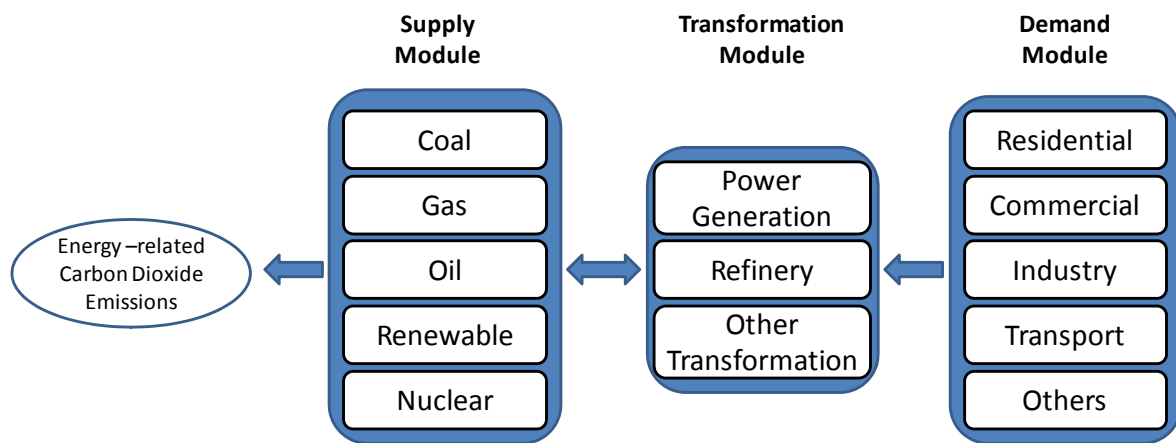 Supply
Module
Transformation
Module
Demand
Module
Coal
Gas
Oil
Renewable
Nuclear
Power
Generation
Refinery
Other
Transformation
Residential
Commercial
Industry
Transport
Others
Energy –related
Carbon Dioxide
Emissions